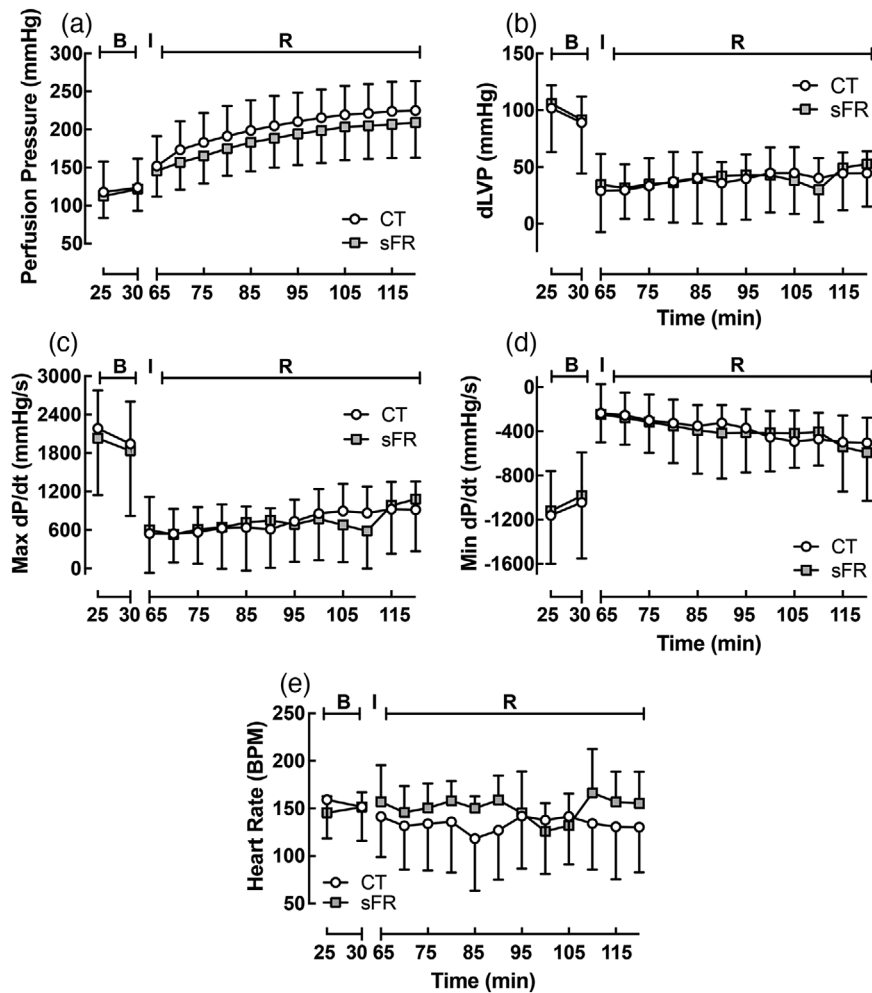 (a)
B I R
Perfusion Pressure (mmHg)
300
250
200
150
100
50
CT
sFR
25 30 65 75 85 95 105 115
(b)
B I R
dLVP (mmHg)
150
100
50
0
CT
sFR
25 30 65 75 85 95 105 115
Time (min)
(c)
B I R
Max dP/dt (mmHg/s)
3000
2400
1800
1200
600
0
CT
sFR
25 30 65 75 85 95 105 115
(d)
B I R
Min dP/dt (mmHg/s)
0
-400
-800
-1200
-1600
CT
sFR
25 30 65 75 85 95 105 115
Time (min)
(e)
B I R
Heart Rate (BPM)
250
200
150
100
50
CT
sFR
25 30 65 75 85 95 105 115
Time (min)